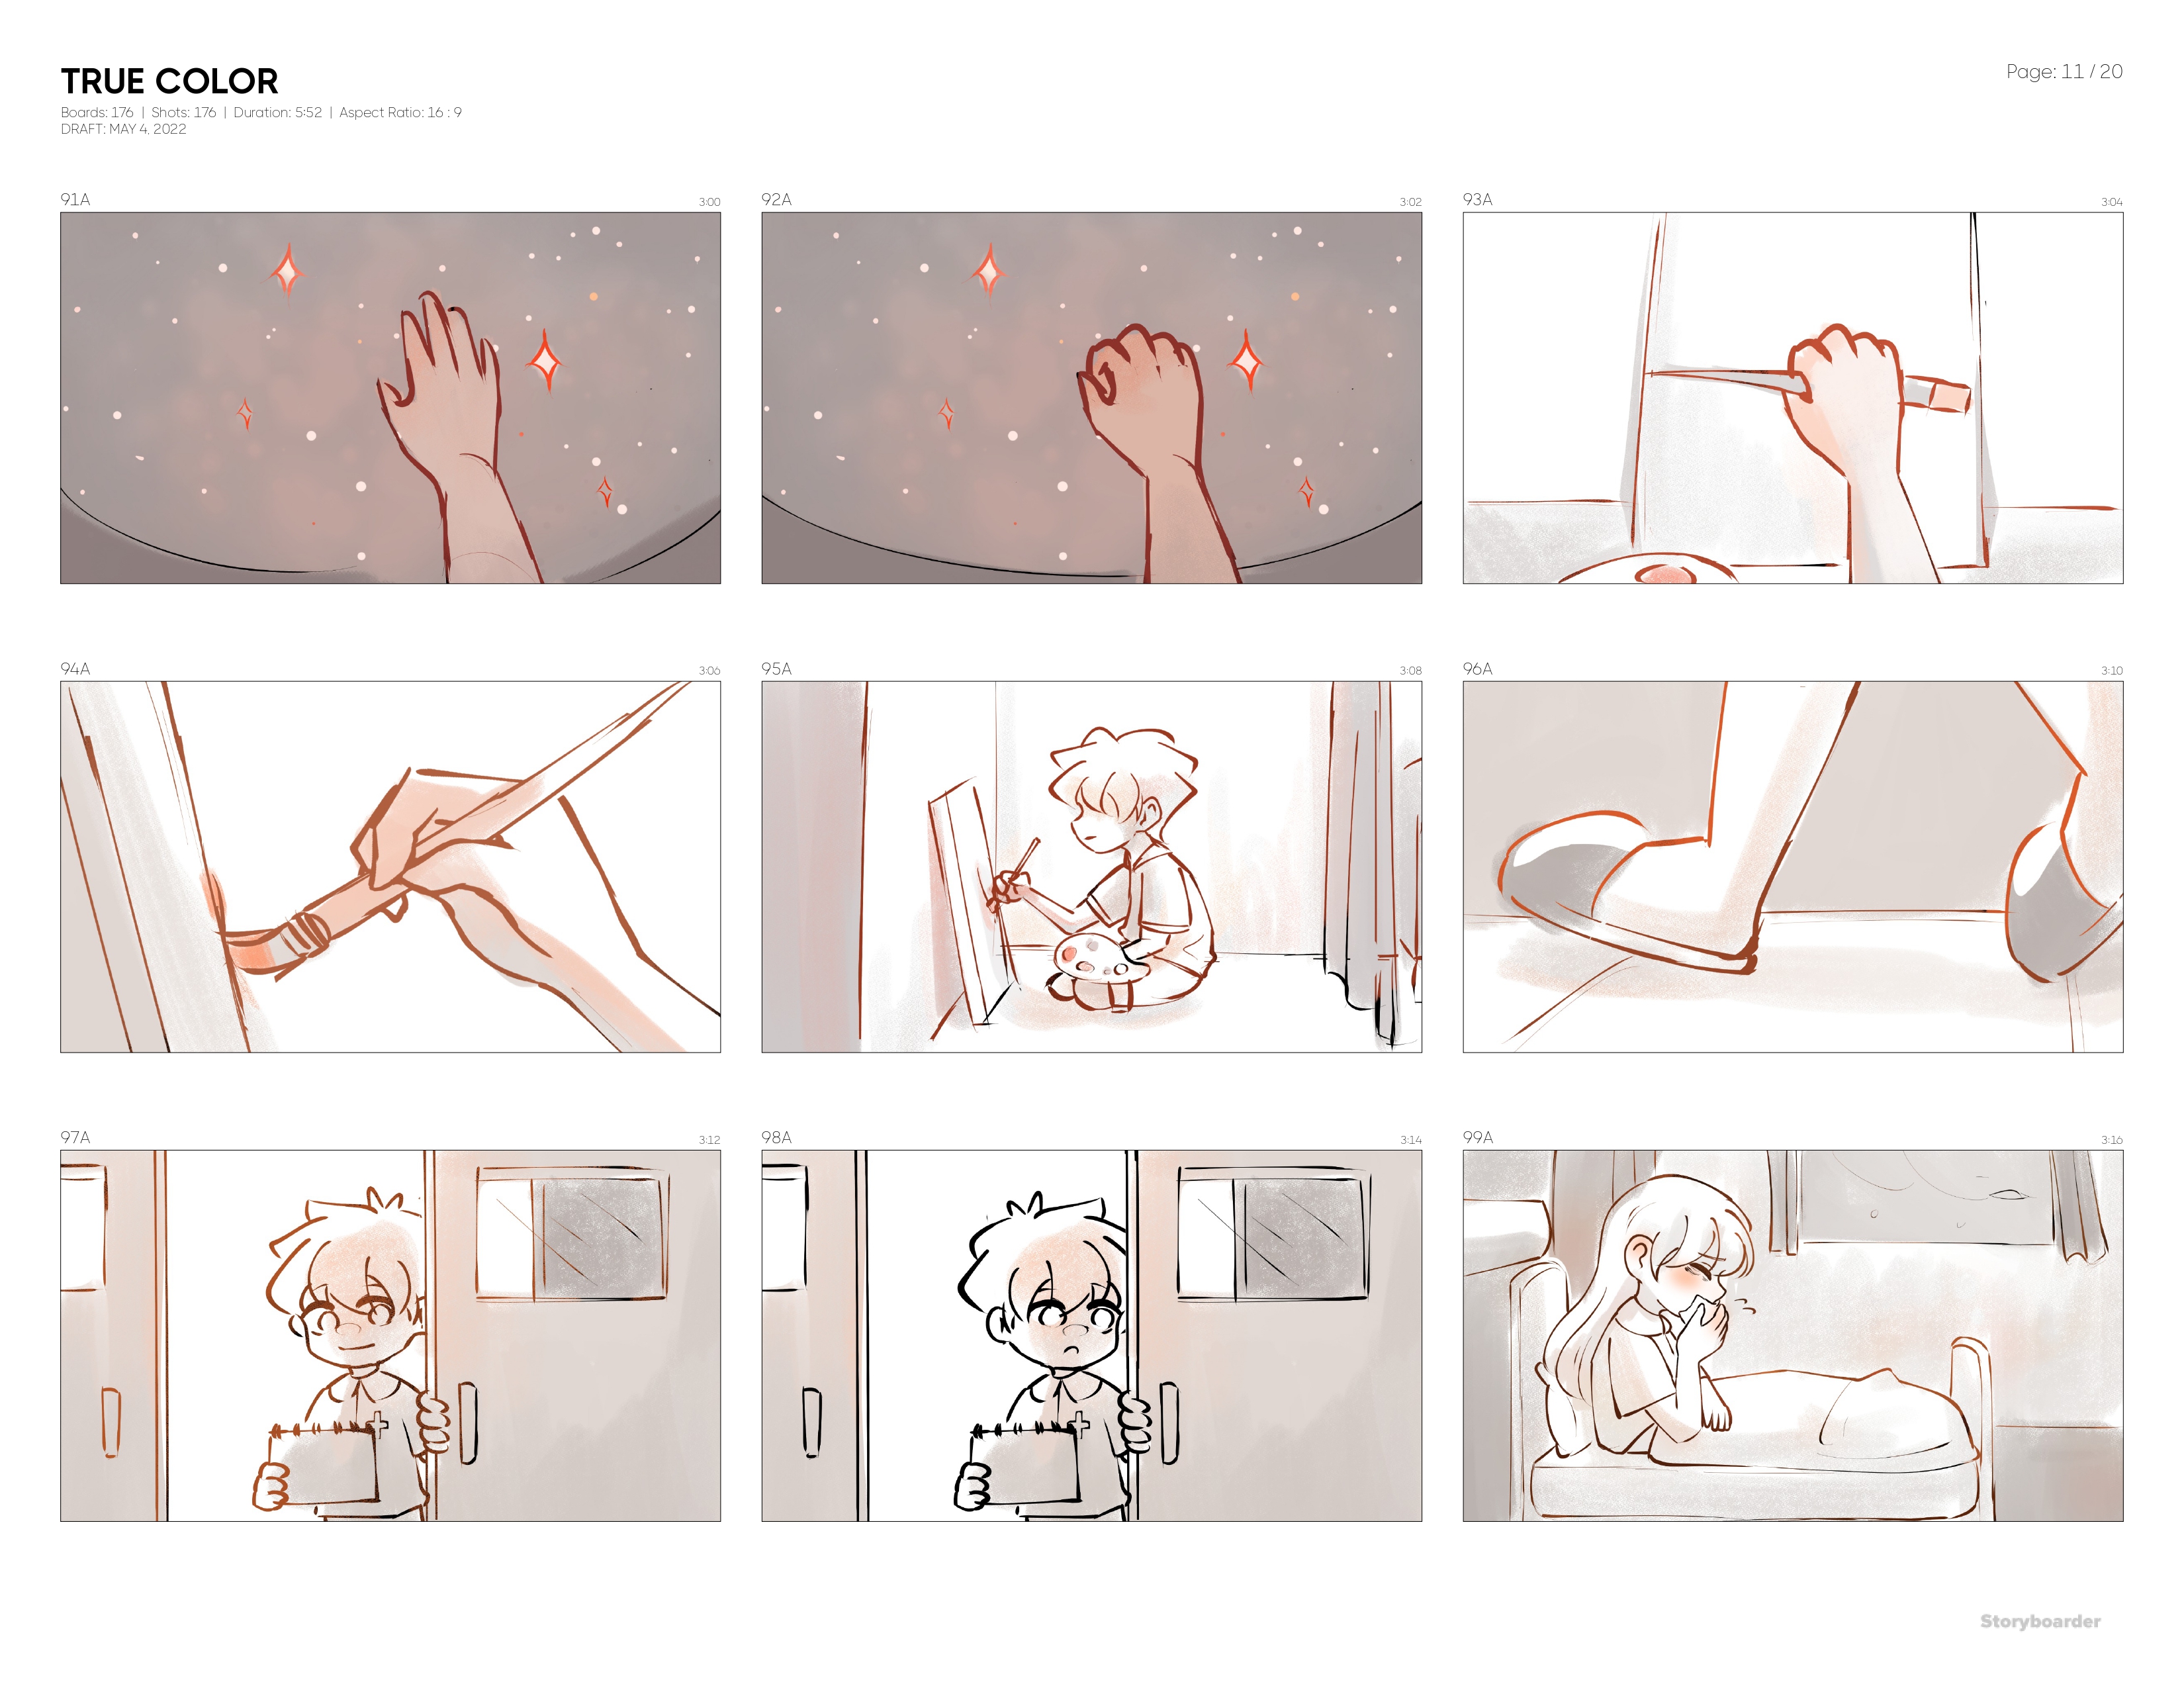 TRUE COLOR
Page: 11 / 20
Boards: 176 | Shots: 176 | Duration: 5:52 | Aspect Ratio: 16 : 9
DRAFT: MAY 4, 2022
91A 3:00
92A 3:02
93A 3:04
94A 3:06
95A 3:08
96A 3:10
97A 3:12
98A 3:14
99A 3:16
Storyboarder